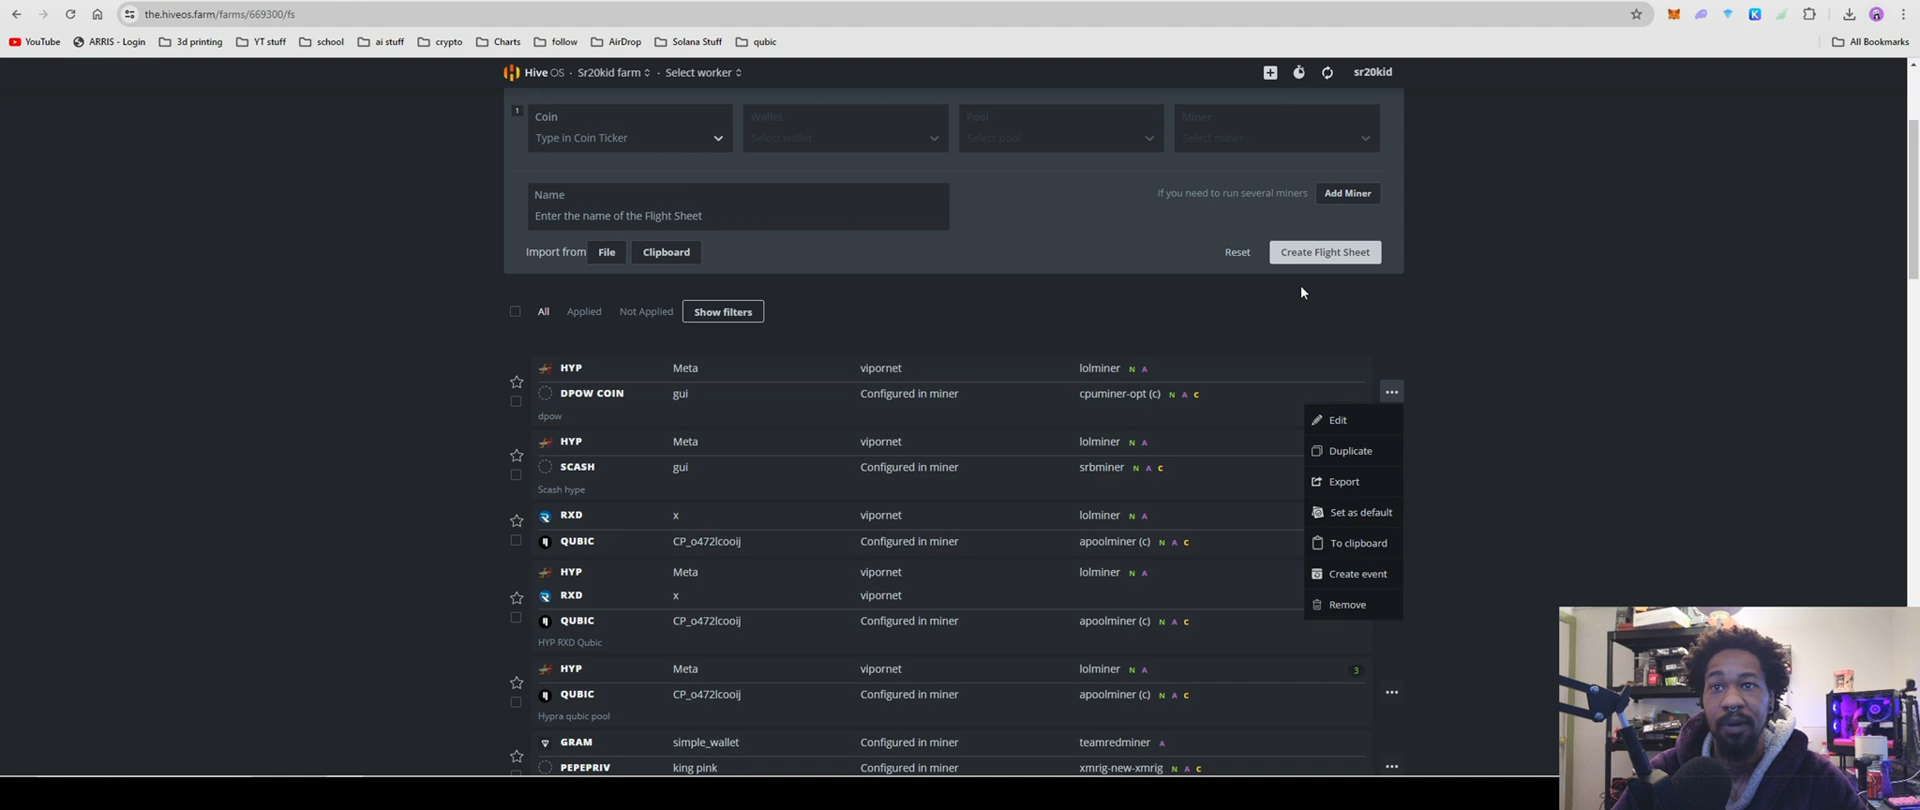 the.hiveos.farm/farms/669300/fs
YouTube ARRIS - Login 3d printing YT stuff school ai stuff crypto Charts follow AirDrop Solana Stuff qubic All Bookmarks
Hive OS · Sr20kid farm · Select worker sr20kid
1 Coin Wallet Pool Miner
Type in Coin Ticker Select wallet Select pool Select miner
Name
Enter the name of the Flight Sheet
If you need to run several miners Add Miner
Import from File Clipboard Reset Create Flight Sheet
All Applied Not Applied Show filters
HYP Meta vipornet lolminer N A
DPOW COIN gui Configured in miner cpuminer-opt (c) N A C
dpow
HYP Meta vipornet lolminer N A
SCASH gui Configured in miner srbminer N A C
Scash hype
RXD x vipornet lolminer N A
QUBIC CP_o472lcooij Configured in miner apoolminer (c) N A C
HYP Meta vipornet lolminer N A
RXD x vipornet
QUBIC CP_o472lcooij Configured in miner apoolminer (c) N A C
HYP RXD Qubic
HYP Meta vipornet lolminer N A 3
QUBIC CP_o472lcooij Configured in miner apoolminer (c) N A C
Hypra qubic pool
GRAM simple_wallet Configured in miner teamredminer A
PEPEPRIV king pink Configured in miner xmrig-new-xmrig N A C
Edit
Duplicate
Export
Set as default
To clipboard
Create event
Remove